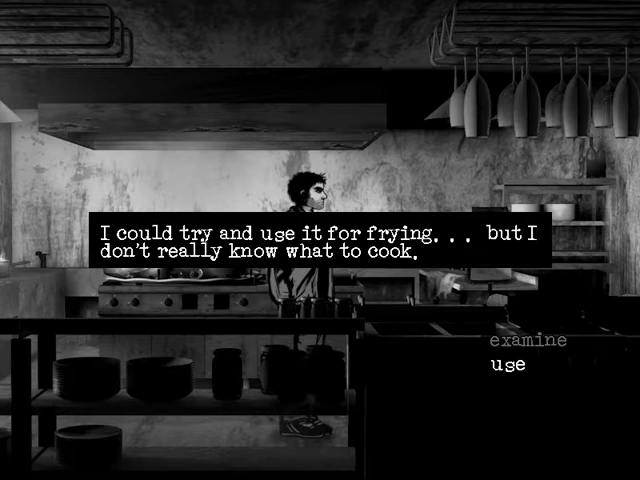 I could try and use it for frying. . . but I
don't really know what to cook.
examine
use